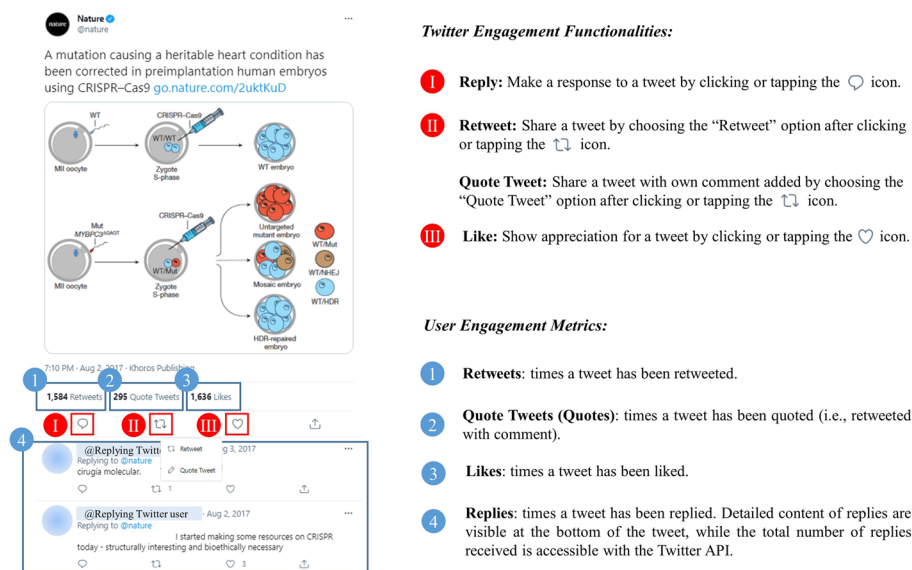 nature
Nature
@nature
A mutation causing a heritable heart condition has
been corrected in preimplantation human embryos
using CRISPR–Cas9 go.nature.com/2uktKuD
WT
CRISPR–Cas9
WT/WT
MII oocyte
Zygote
S-phase
WT embryo
Mut
MYBPC3ΔGAGT
CRISPR–Cas9
WT/Mut
MII oocyte
Zygote
S-phase
Untargeted
mutant embryo
Mosaic embryo
HDR-repaired
embryo
WT/Mut
WT/NHEJ
WT/HDR
7:10 PM · Aug 2, 2017 · Khoros Publishing
1 2 3
1,584 Retweets 295 Quote Tweets 1,636 Likes
I II III
4
@Replying Twitte g 3, 2017
Replying to @nature
cirugía molecular.
Retweet
Quote Tweet
1
@Replying Twitter user · Aug 2, 2017
Replying to @nature
I started making some resources on CRISPR
today - structurally interesting and bioethically necessary
3
Twitter Engagement Functionalities:
I Reply: Make a response to a tweet by clicking or tapping the icon.
II Retweet: Share a tweet by choosing the “Retweet” option after clicking
or tapping the icon.
Quote Tweet: Share a tweet with own comment added by choosing the
“Quote Tweet” option after clicking or tapping the icon.
III Like: Show appreciation for a tweet by clicking or tapping the icon.
User Engagement Metrics:
1 Retweets: times a tweet has been retweeted.
2 Quote Tweets (Quotes): times a tweet has been quoted (i.e., retweeted
with comment).
3 Likes: times a tweet has been liked.
4 Replies: times a tweet has been replied. Detailed content of replies are
visible at the bottom of the tweet, while the total number of replies
received is accessible with the Twitter API.